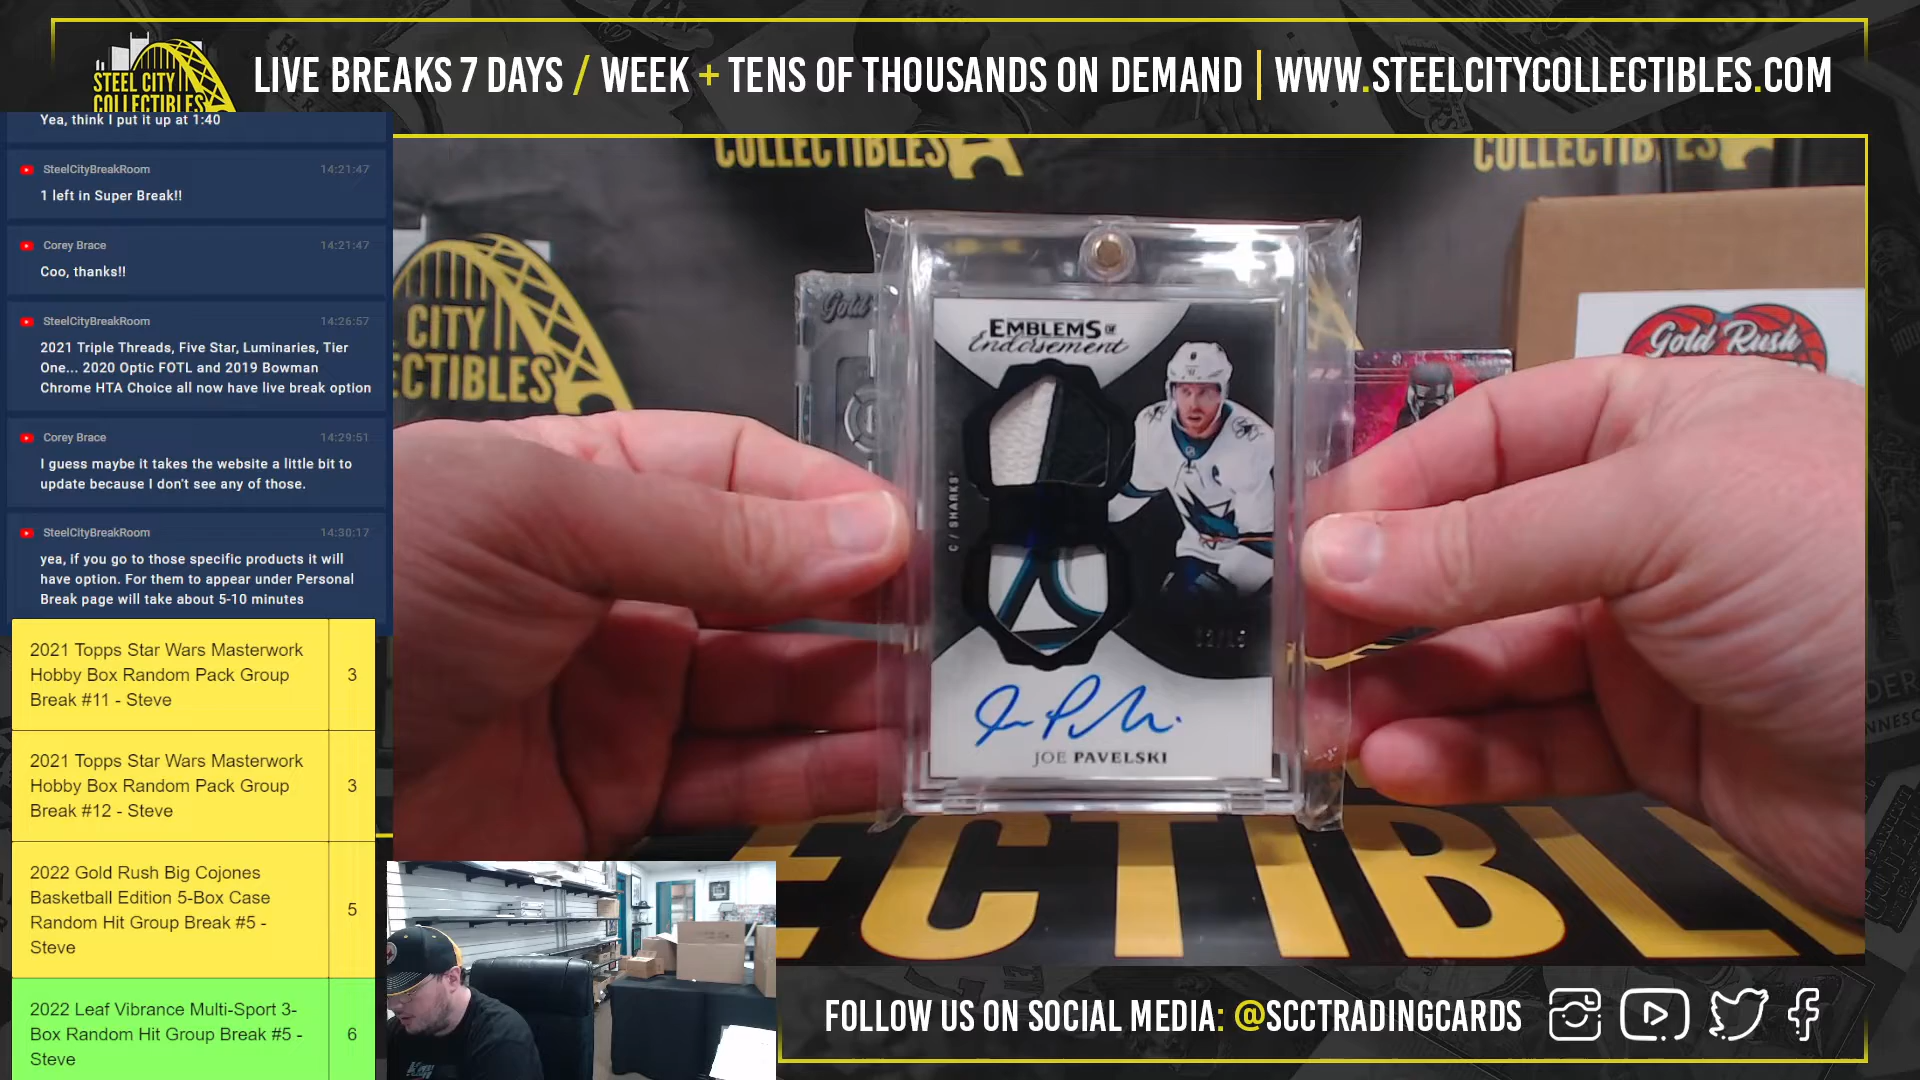 STEEL CITY
COLLECTIBLES
LIVE BREAKS 7 DAYS / WEEK + TENS OF THOUSANDS ON DEMAND | WWW.STEELCITYCOLLECTIBLES.COM
Yea, think I put it up at 1:40
SteelCityBreakRoom 14:21:47
1 left in Super Break!!
Corey Brace 14:21:47
Coo, thanks!!
SteelCityBreakRoom 14:26:57
2021 Triple Threads, Five Star, Luminaries, Tier
One... 2020 Optic FOTL and 2019 Bowman
Chrome HTA Choice all now have live break option
Corey Brace 14:29:51
I guess maybe it takes the website a little bit to
update because I don't see any of those.
SteelCityBreakRoom 14:30:17
yea, if you go to those specific products it will
have option. For them to appear under Personal
Break page will take about 5-10 minutes
2021 Topps Star Wars Masterwork
Hobby Box Random Pack Group
Break #11 - Steve
3
2021 Topps Star Wars Masterwork
Hobby Box Random Pack Group
Break #12 - Steve
3
2022 Gold Rush Big Cojones
Basketball Edition 5-Box Case
Random Hit Group Break #5 -
Steve
5
2022 Leaf Vibrance Multi-Sport 3-
Box Random Hit Group Break #5 -
Steve
6
COLLECTIBLES
COLLECTIBLES
CITY
ECTIBLES
Gold
Gold Rush
EMBLEMS OF
Endorsement
C / SHARKS
JOE PAVELSKI
ECTIBL
FOLLOW US ON SOCIAL MEDIA: @SCCTRADINGCARDS